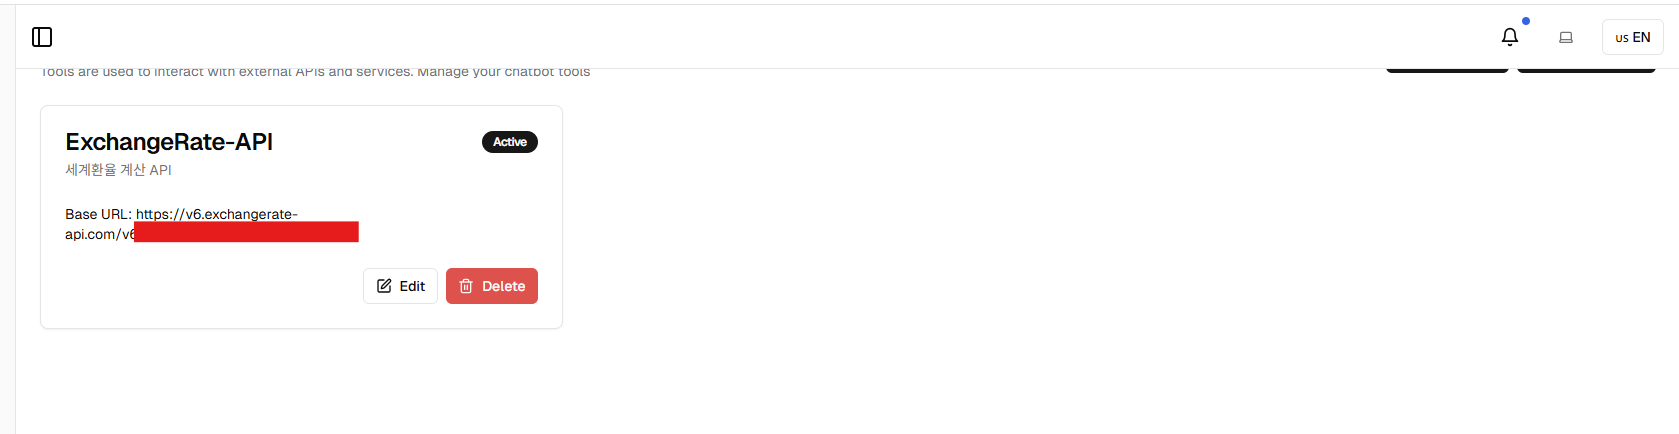 us EN
Tools are used to interact with external APIs and services. Manage your chatbot tools
ExchangeRate-API
Active
세계환율 계산 API
Base URL: https://v6.exchangerate-
api.com/v6
Edit
Delete